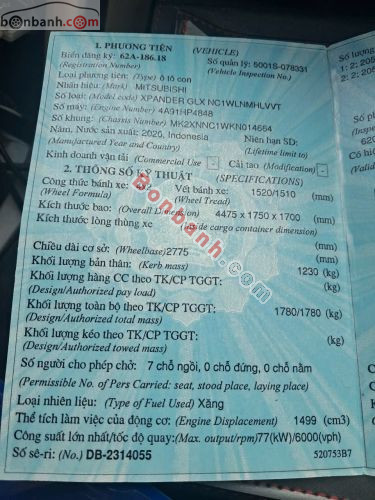 bonbanh.com
1. PHƯƠNG TIỆN (VEHICLE)
Biển đăng ký: 62A-186.18 Số quản lý: 5001S-078331
(Registration Number) (Vehicle Inspection No.)
Loại phương tiện: (Type) ô tô con
Nhãn hiệu: (Mark) MITSUBISHI
Số loại: (Model code) XPANDER GLX NC1WLNMHLVVT
Số máy: (Engine Number) 4A91HP4848
Số khung: (Chassis Number) MK2XNNC1WKN014664
Năm, Nước sản xuất: 2020, Indonesia Niên hạn SD:
(Manufactured Year and Country) (Lifetime limit to)
Kinh doanh vận tải (Commercial Use - Cải tạo (Modification) -
2. THÔNG SỐ KỸ THUẬT (SPECIFICATIONS)
Công thức bánh xe: Vết bánh xe: 1520/1510 (mm)
(Wheel Formula) (Wheel Tread)
Kích thước bao: (Overall Dimension) 4475 x 1750 x 1700 (mm)
Kích thước lòng thùng xe (Inside cargo container dimension)
(mm)
Chiều dài cơ sở: (Wheelbase)2775 (mm)
Khối lượng bản thân: (Kerb mass) 1230 (kg)
Khối lượng hàng CC theo TK/CP TGGT: (kg)
(Design/Authorized pay load)
Khối lượng toàn bộ theo TK/CP TGGT: 1780/1780 (kg)
(Design/Authorized total mass)
Khối lượng kéo theo TK/CP TGGT: (kg)
(Design/Authorized towed mass)
Số người cho phép chở: 7 chỗ ngồi, 0 chỗ đứng, 0 chỗ nằm
(Permissible No. of Pers Carried: seat, stood place, laying place)
Loại nhiên liệu: (Type of Fuel Used) Xăng
Thể tích làm việc của động cơ: (Engine Displacement) 1499 (cm3)
Công suất lớn nhất/tốc độ quay:(Max. output/rpm)77(kW)/6000(vph)
Số sê-ri: (No.) DB-2314055 520753B7
Bonbanh.com